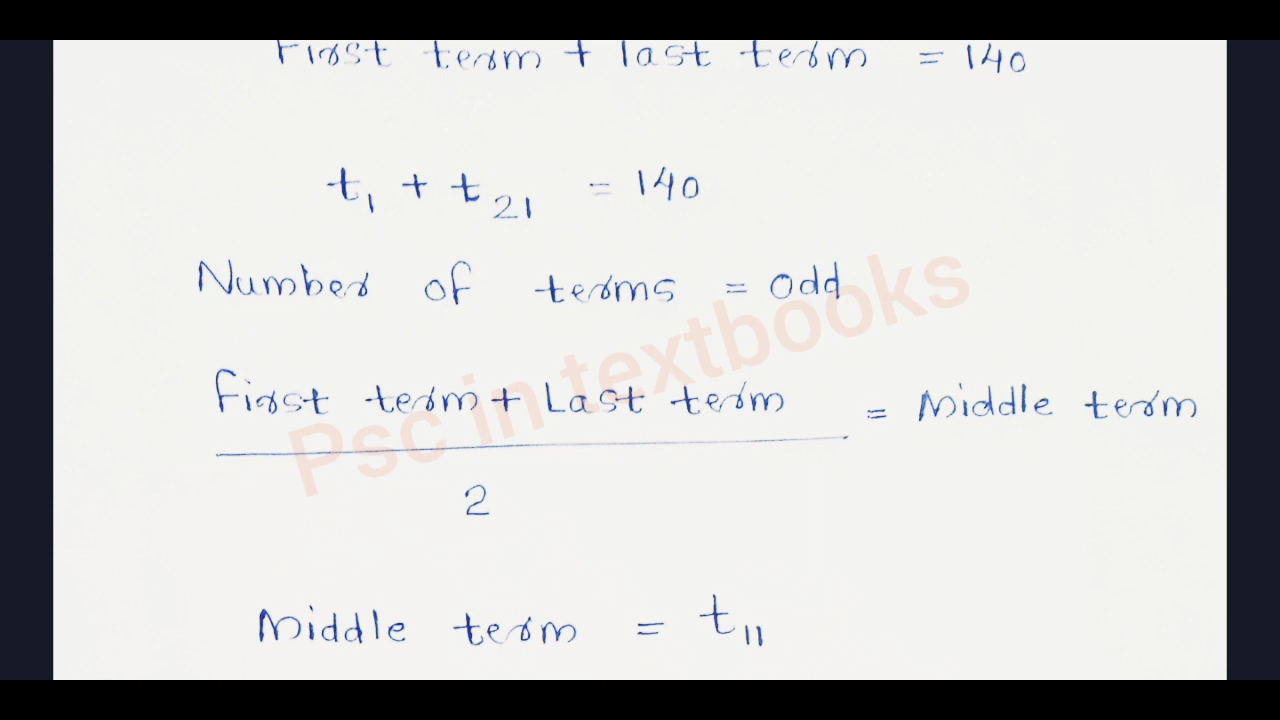 First term + last term = 140
t₁ + t₂₁ = 140
Number of terms = odd
First term + Last term
= Middle term
2
Psc in textbooks
Middle term = t₁₁